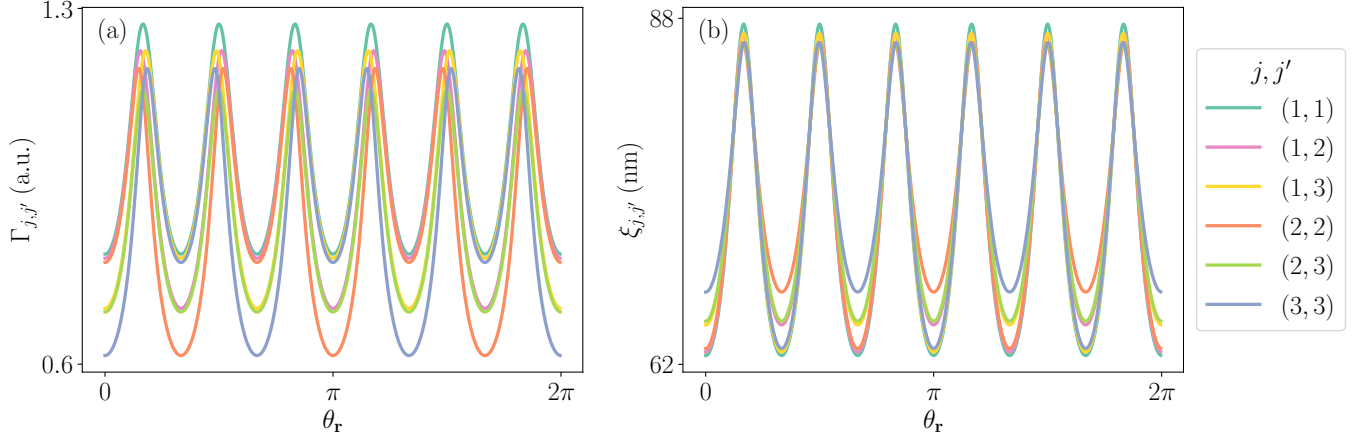 (a)
1.3
0.6
Γ_{j,j′} (a.u.)
0
π
2π
θ_r
(b)
88
62
ξ_{j,j′} (nm)
0
π
2π
θ_r
j, j′
(1, 1)
(1, 2)
(1, 3)
(2, 2)
(2, 3)
(3, 3)